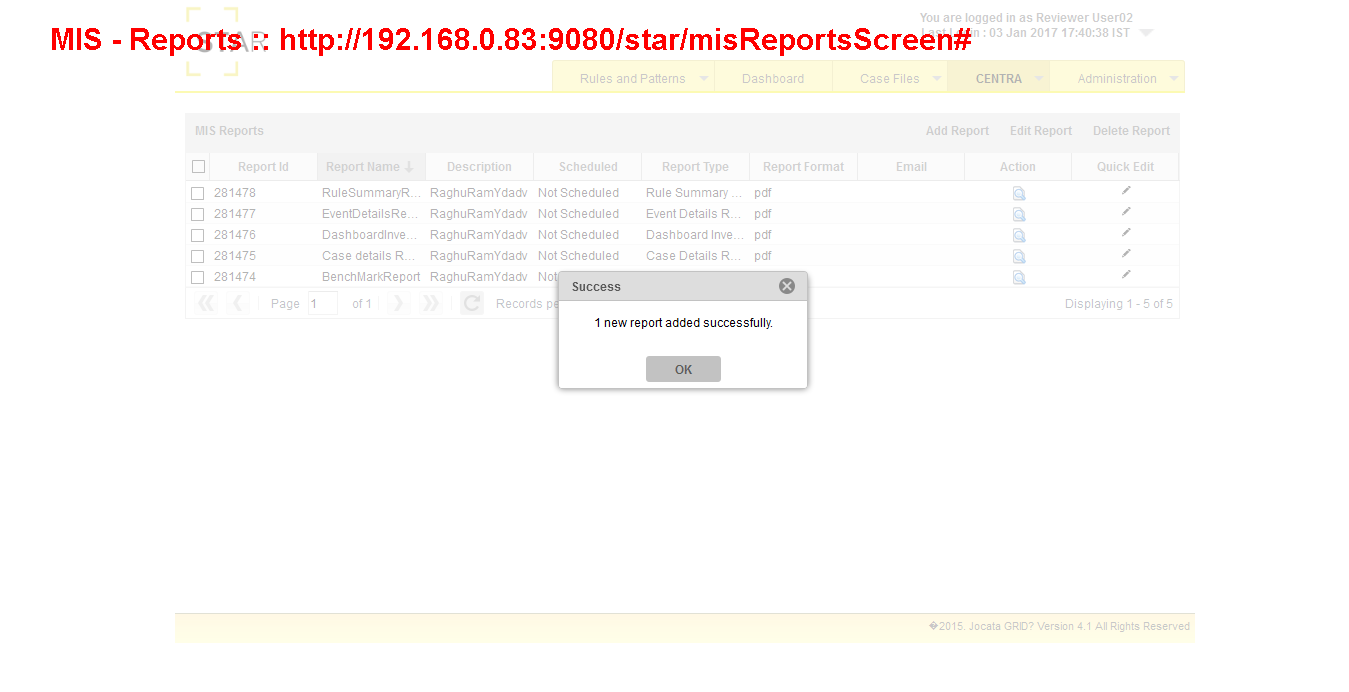 You are logged in as Reviewer User02
MIS - Reports :: http://192.168.0.83:9080/star/misReportsScreen#
STAR
Last Login : 03 Jan 2017 17:40:38 IST
Rules and Patterns Dashboard Case Files CENTRA Administration
MIS Reports Add Report Edit Report Delete Report
Report Id Report Name Description Scheduled Report Type Report Format Email Action Quick Edit
281478 RuleSummaryR... RaghuRamYdadv Not Scheduled Rule Summary ... pdf
281477 EventDetailsRe... RaghuRamYdadv Not Scheduled Event Details R... pdf
281476 DashboardInve... RaghuRamYdadv Not Scheduled Dashboard Inve... pdf
281475 Case details R... RaghuRamYdadv Not Scheduled Case Details R... pdf
281474 BenchMarkReport RaghuRamYdadv Not
Page 1 of 1 Records pe Displaying 1 - 5 of 5
Success
1 new report added successfully.
OK
�2015. Jocata GRID? Version 4.1 All Rights Reserved